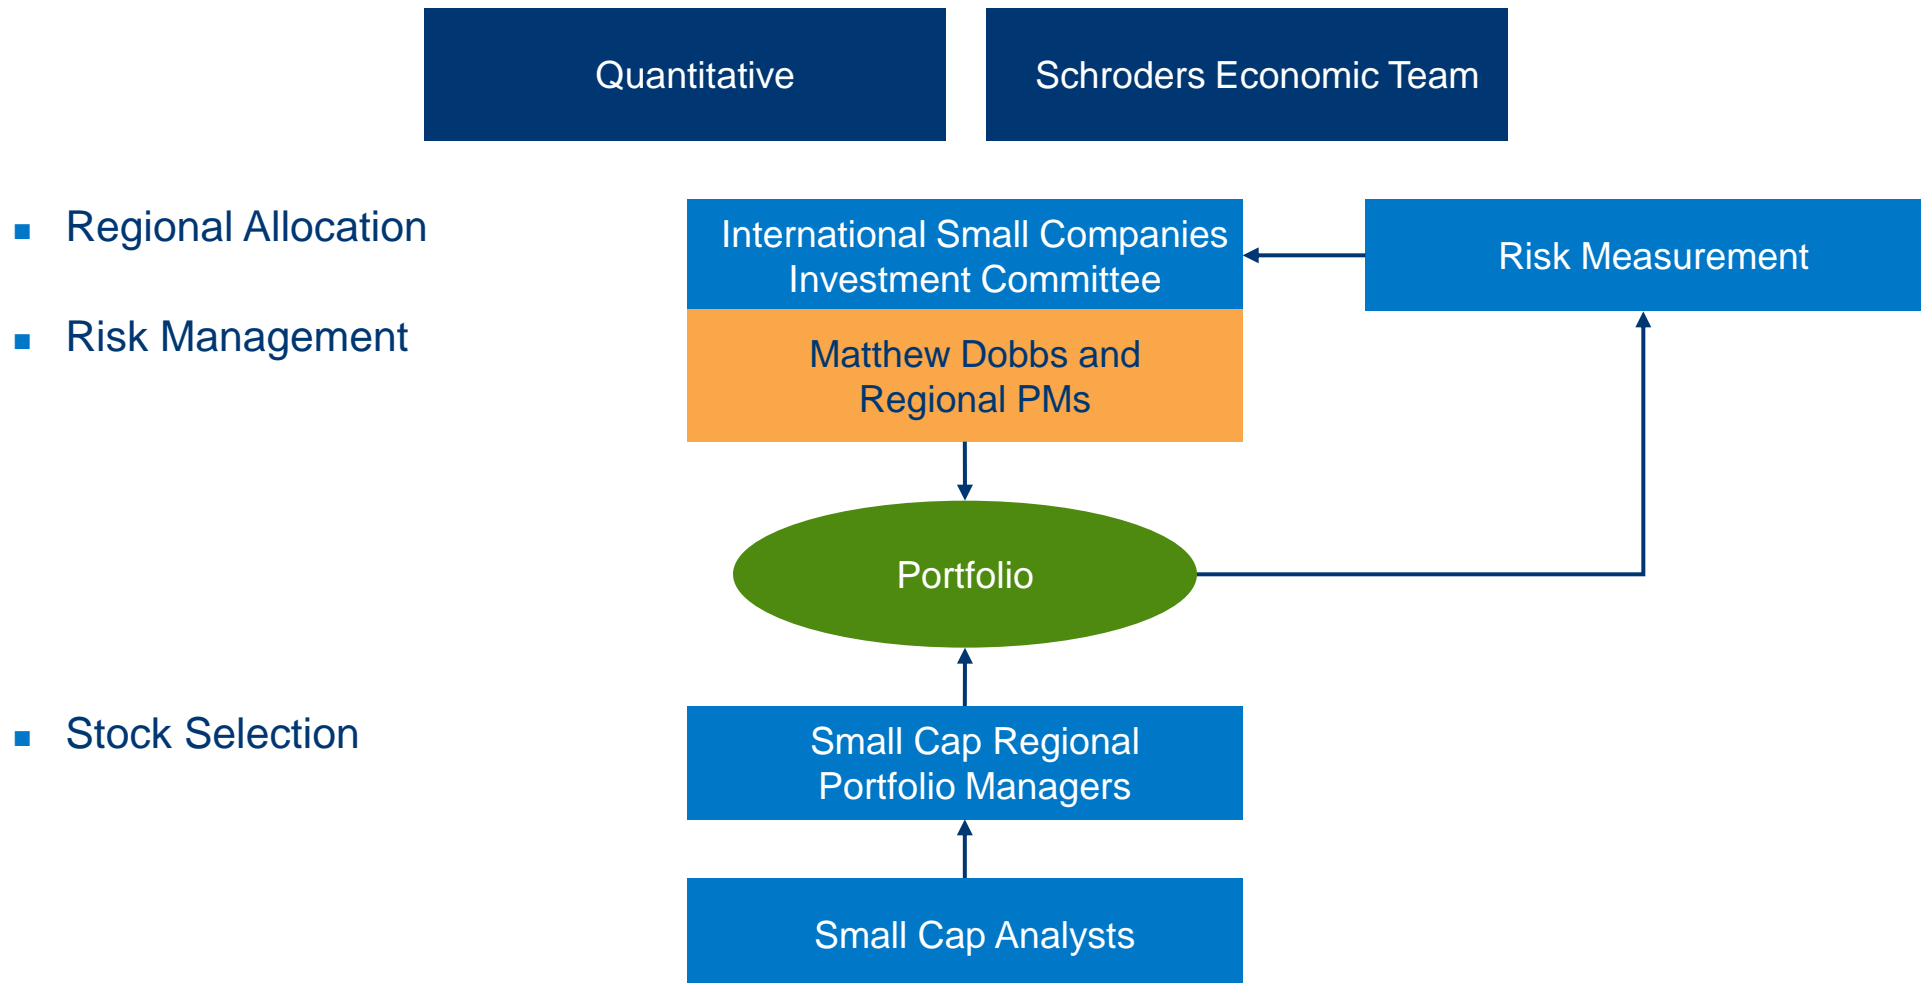 Quantitative
Schroders Economic Team
■ Regional Allocation
International Small Companies
Investment Committee
Risk Measurement
■ Risk Management
Matthew Dobbs and
Regional PMs
Portfolio
■ Stock Selection
Small Cap Regional
Portfolio Managers
Small Cap Analysts